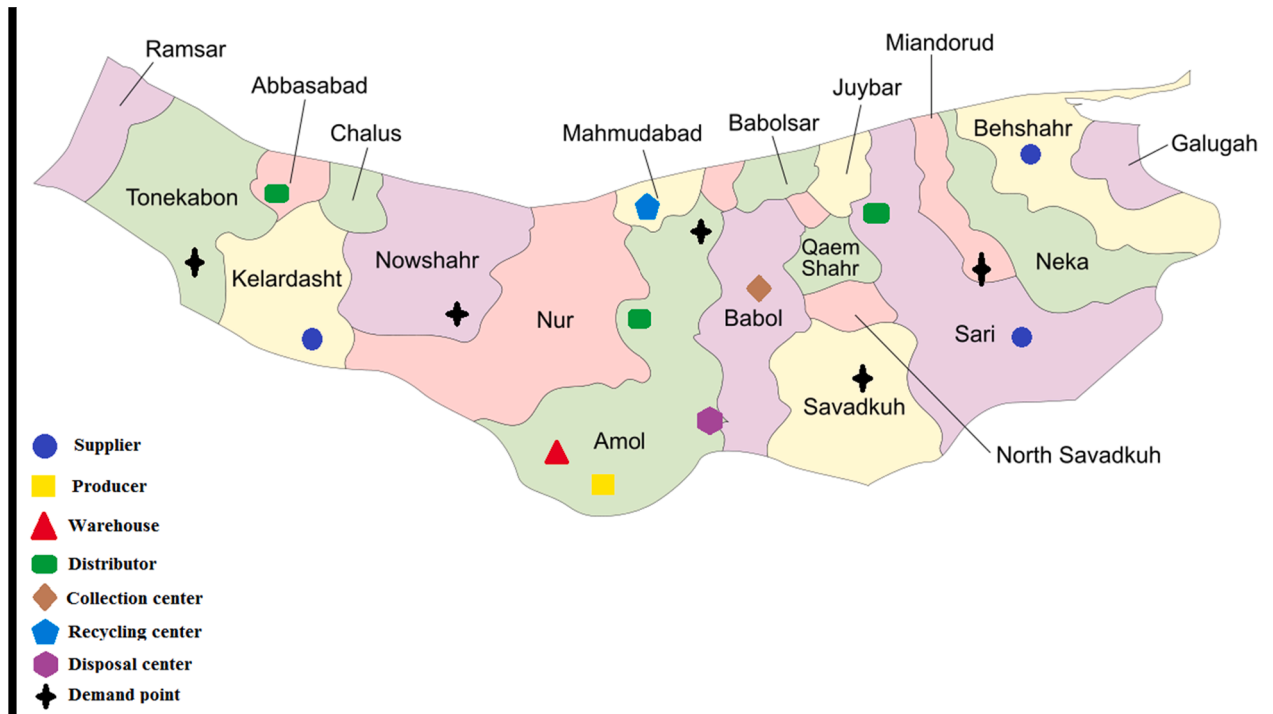 Ramsar
Abbasabad
Chalus
Mahmudabad
Babolsar
Juybar
Miandorud
Behshahr
Galugah
Tonekabon
Kelardasht
Nowshahr
Nur
Qaem
Shahr
Neka
Babol
Sari
Savadkuh
Amol
North Savadkuh
Supplier
Producer
Warehouse
Distributor
Collection center
Recycling center
Disposal center
Demand point